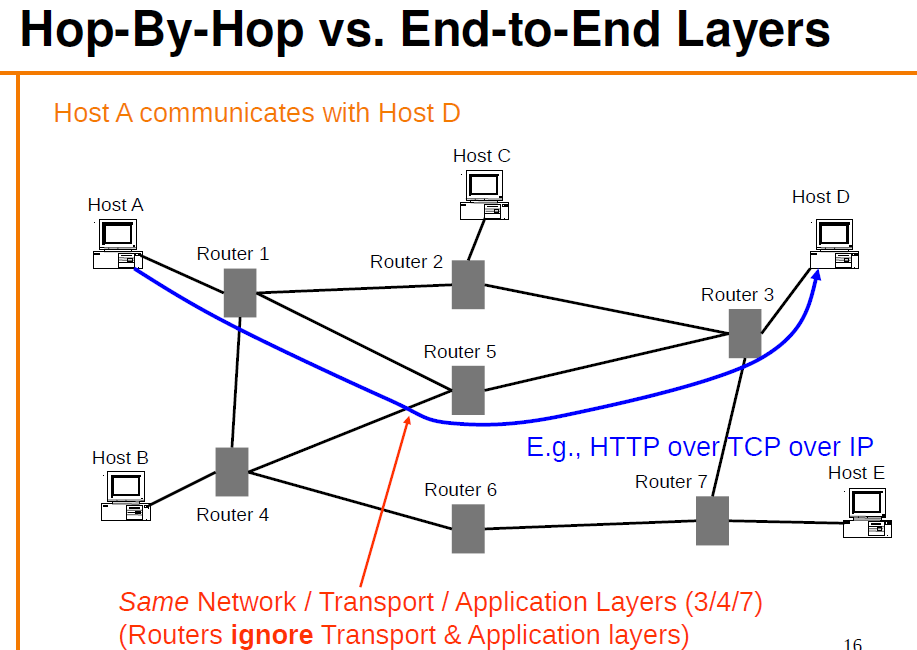 Hop-By-Hop vs. End-to-End Layers
Host A communicates with Host D
Host C
Host A
Host D
Router 1
Router 2
Router 3
Router 5
E.g., HTTP over TCP over IP
Host B
Host E
Router 7
Router 6
Router 4
Same Network / Transport / Application Layers (3/4/7)
(Routers ignore Transport & Application layers)
16